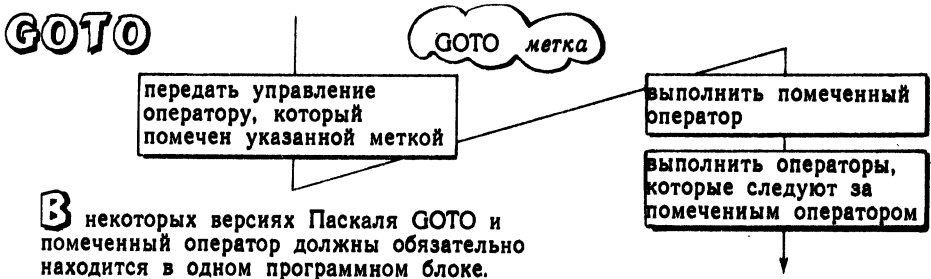 GOTO
GOTO метка
передать управление
оператору, который
помечен указанной меткой
выполнить помеченный
оператор
выполнить операторы,
которые следуют за
помечениым оператором
В некоторых версиях Паскаля GOTO и
помеченный оператор должны обязательно
находится в одном программном блоке.